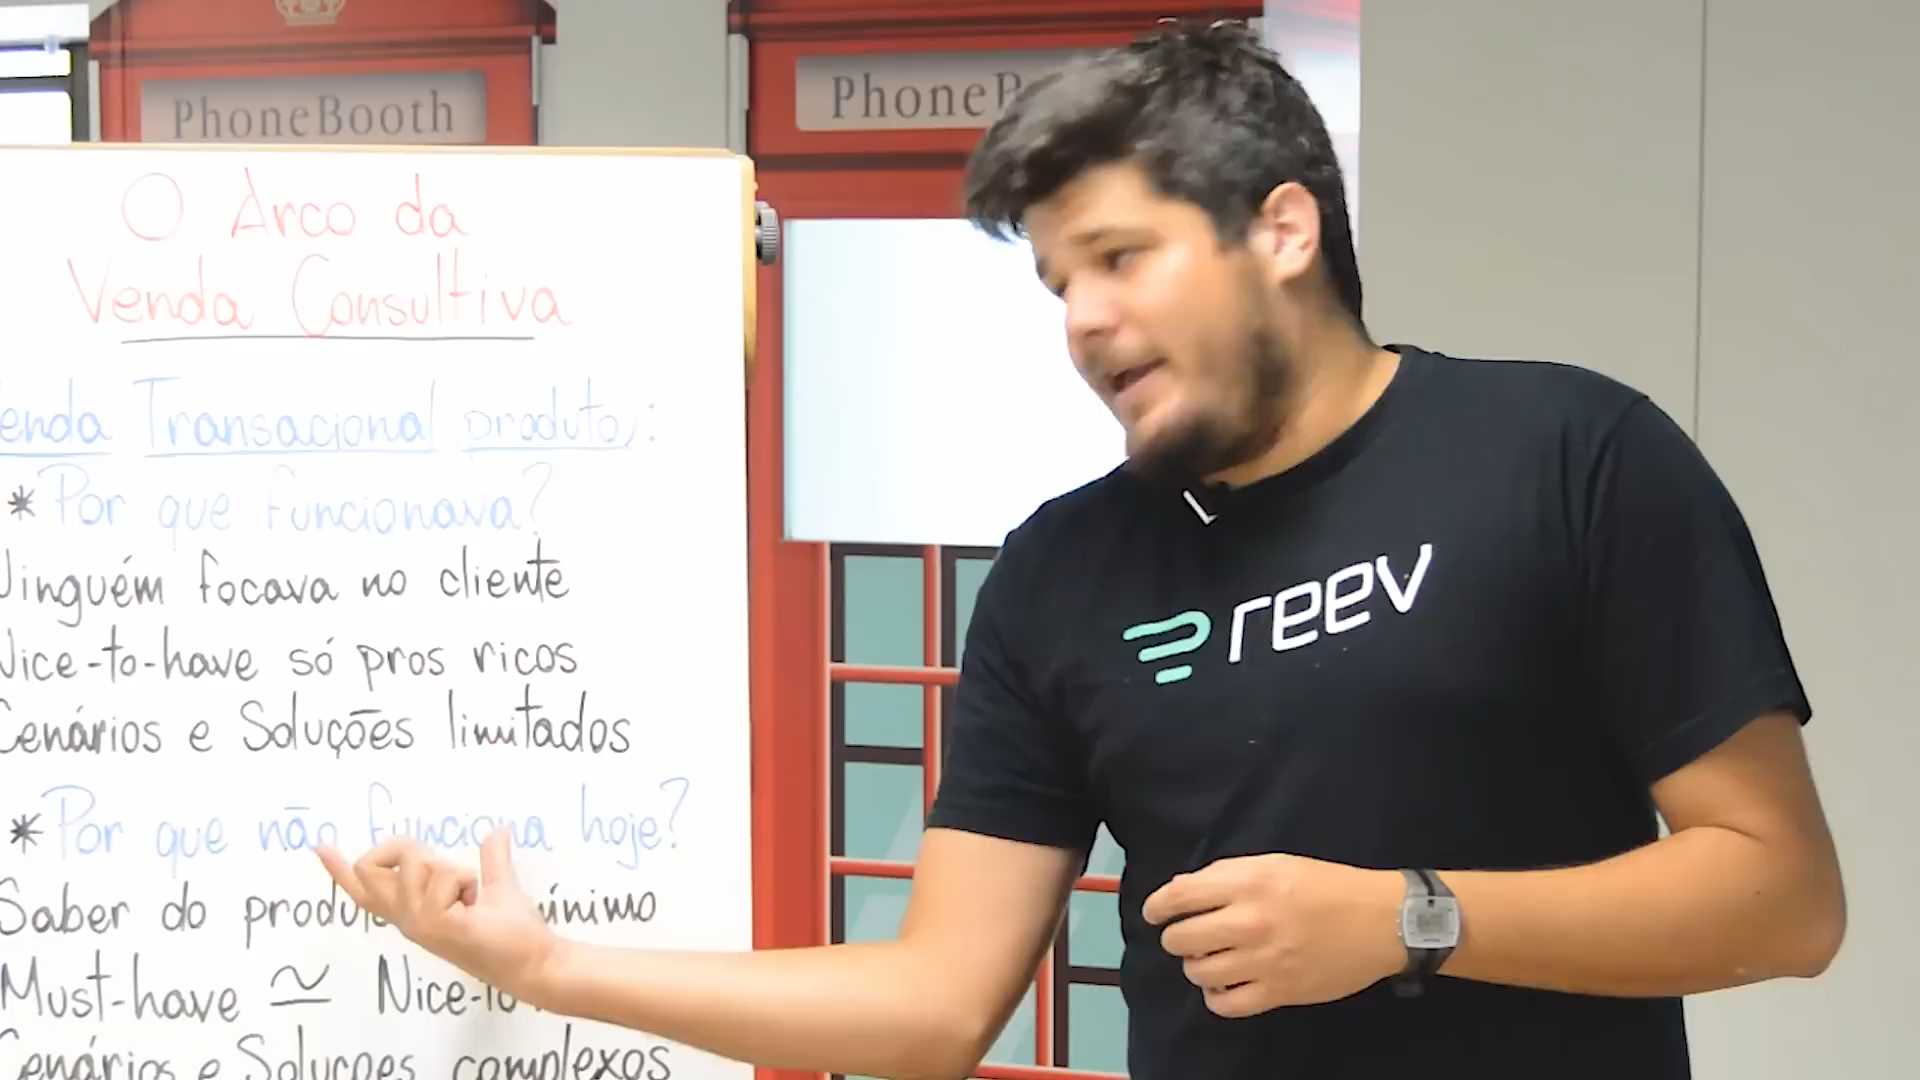 PhoneBooth
PhoneB
O Arco da
Venda Consultiva
enda Transacional (produto):
* Por que funcionava?
Ninguém focava no cliente
Nice-to-have só pros ricos
Cenários e Soluções limitados
* Por que não funciona hoje?
Saber do produ ínimo
Must-have ≃ Nice-to
Cenários e Soluções complexos
reev